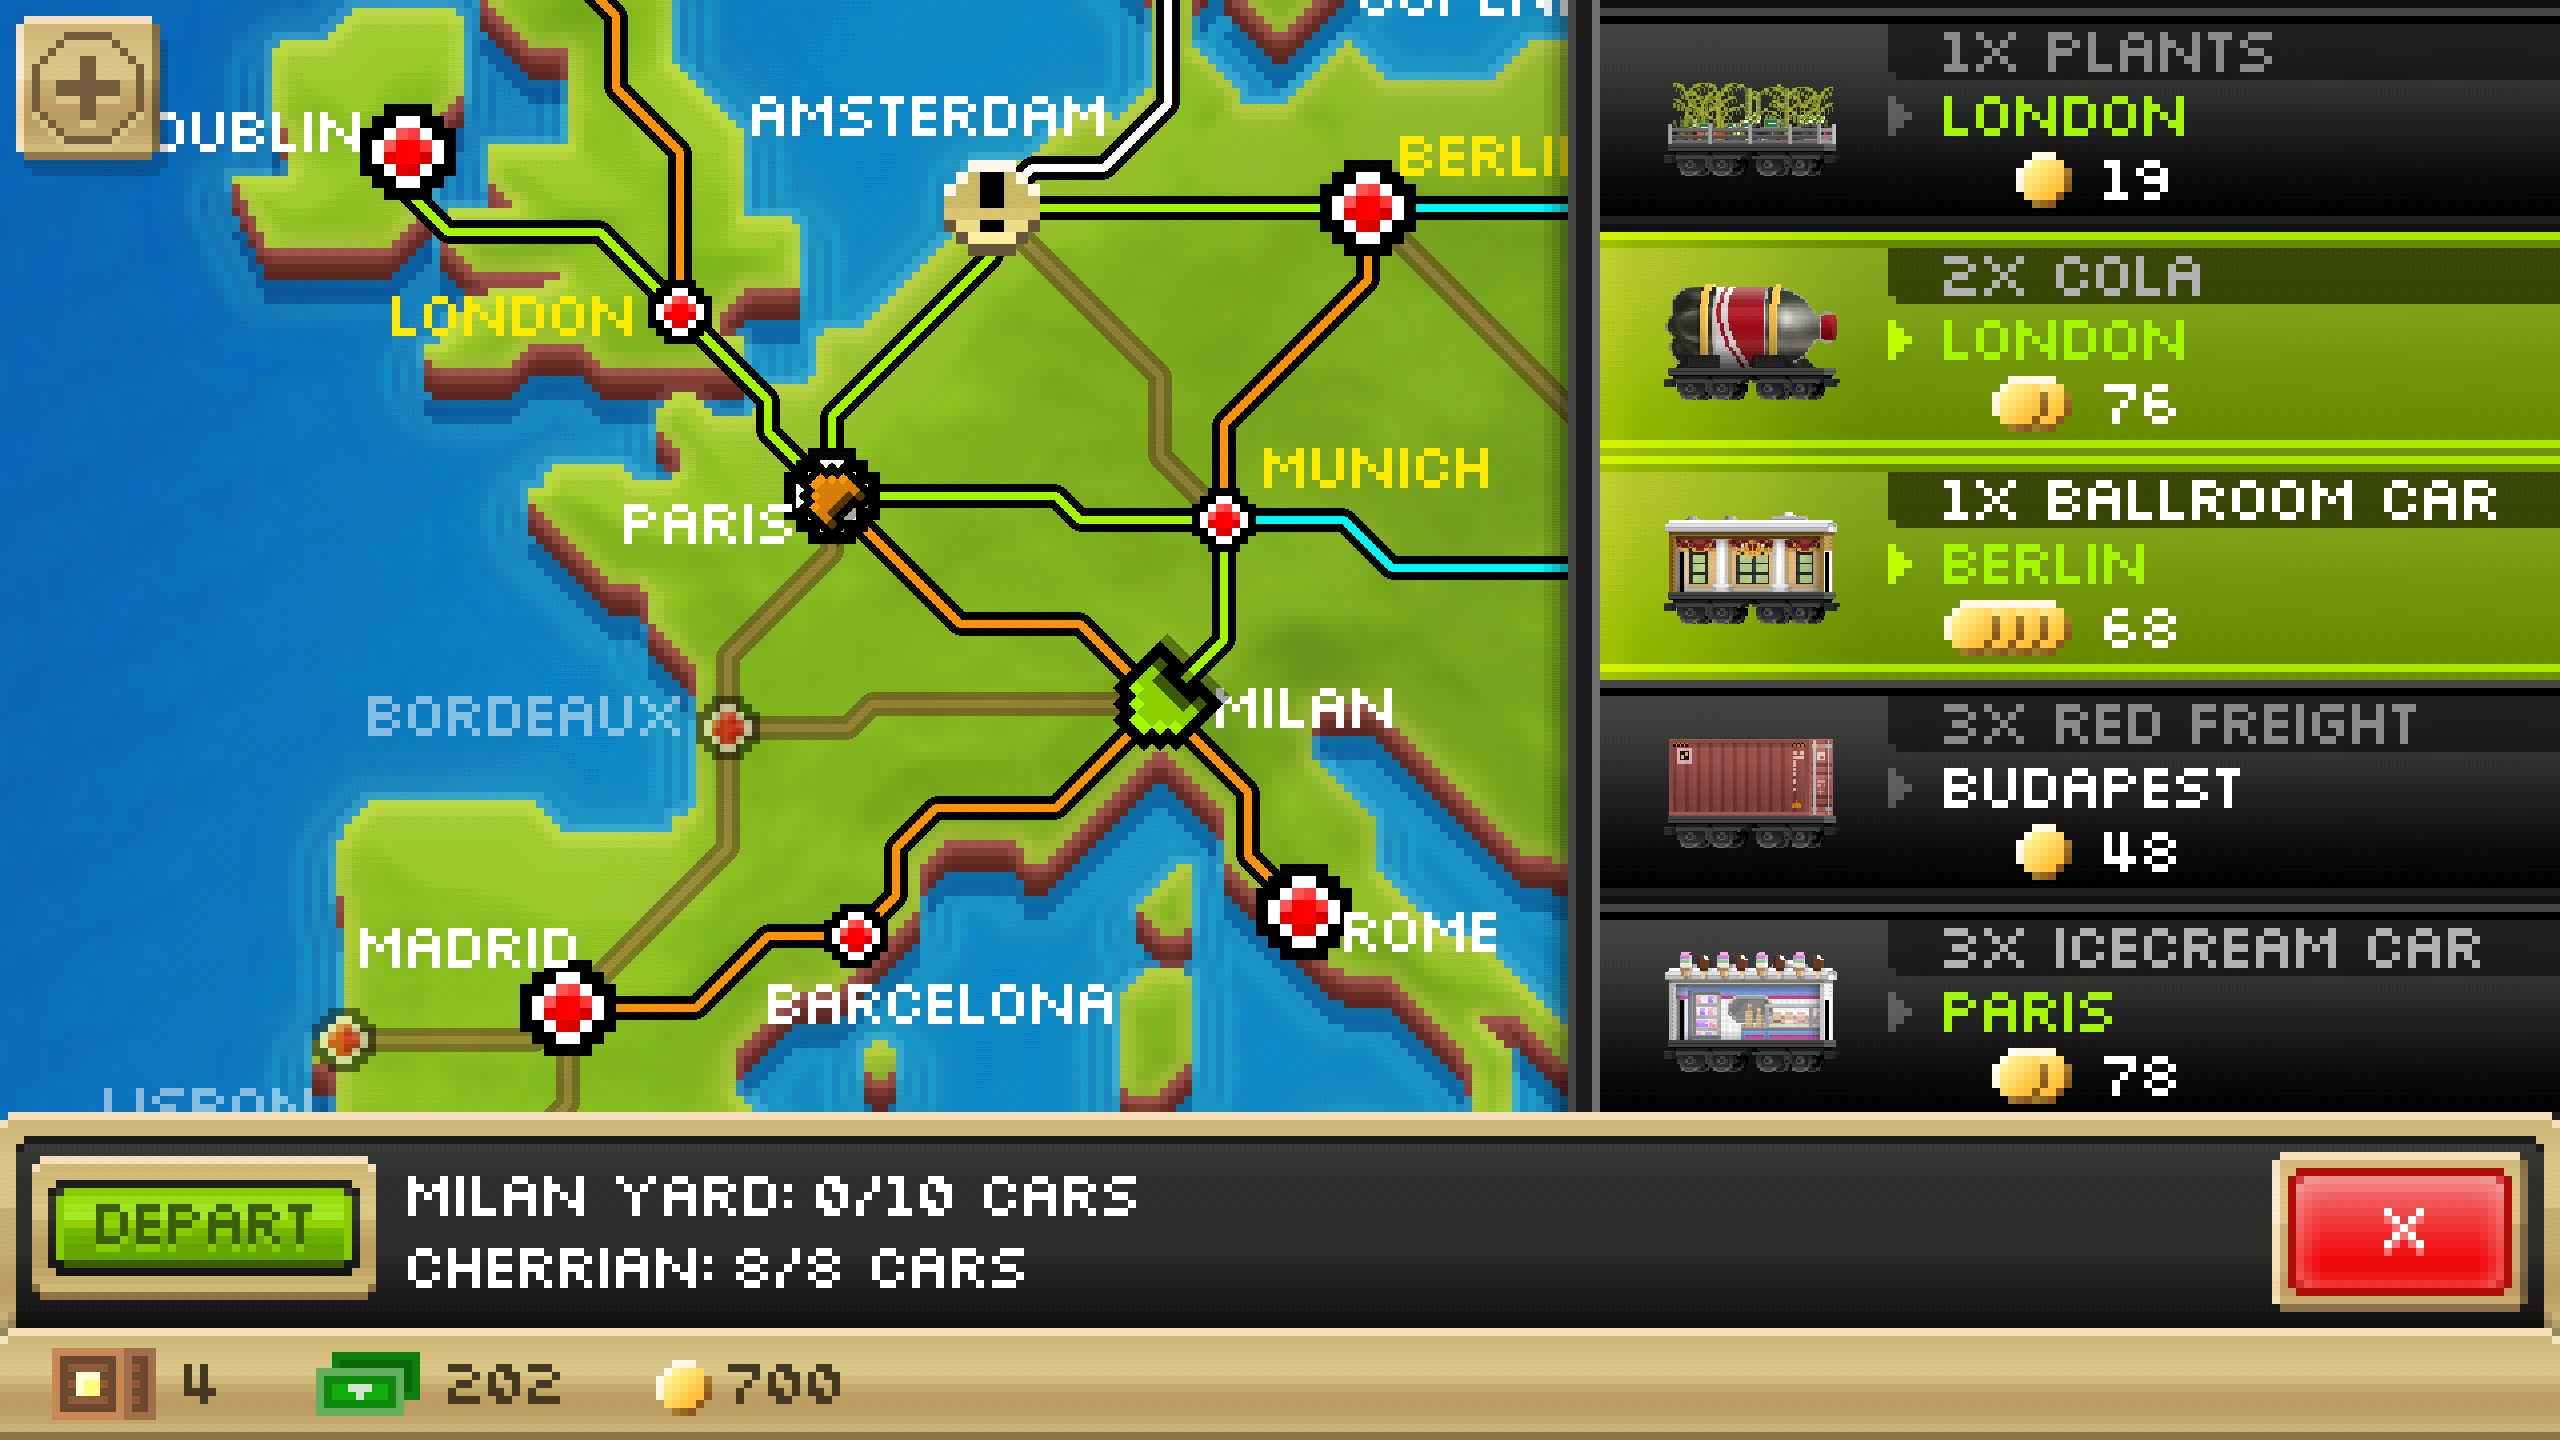 DUBLIN
AMSTERDAM
LONDON
PARIS
MUNICH
BORDEAUX
MILAN
MADRID
BARCELONA
ROME
1X PLANTS
LONDON
19
2X COLA
LONDON
76
1X BALLROOM CAR
BERLIN
68
3X RED FREIGHT
BUDAPEST
48
3X ICECREAM CAR
PARIS
78
DEPART
MILAN YARD: 0/10 CARS
CHERRIAN: 8/8 CARS
X
4
202
700